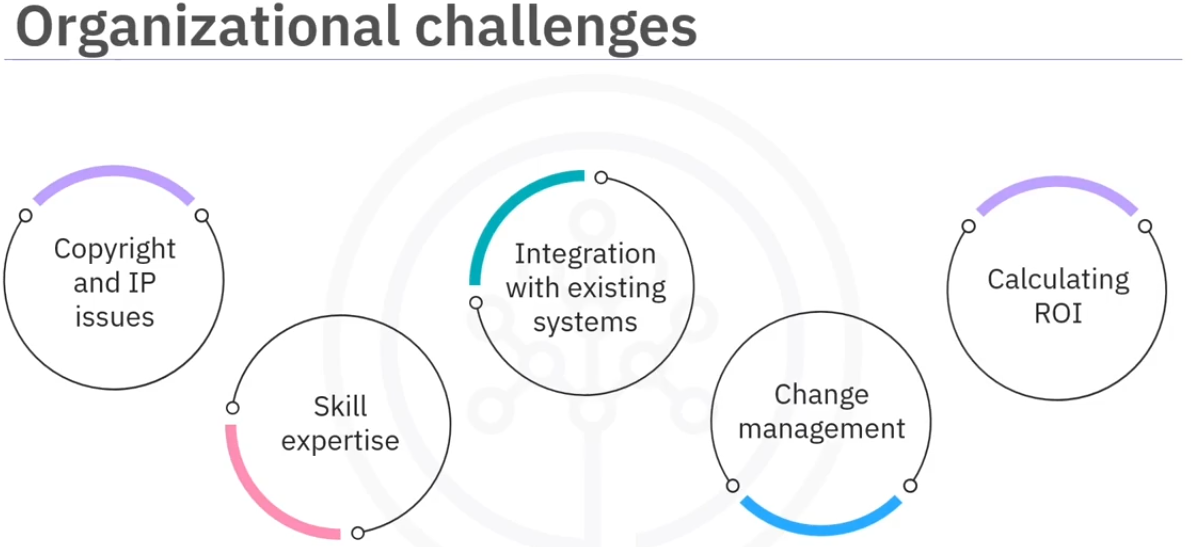 Organizational challenges
Copyright
and IP
issues
Skill
expertise
Integration
with existing
systems
Change
management
Calculating
ROI